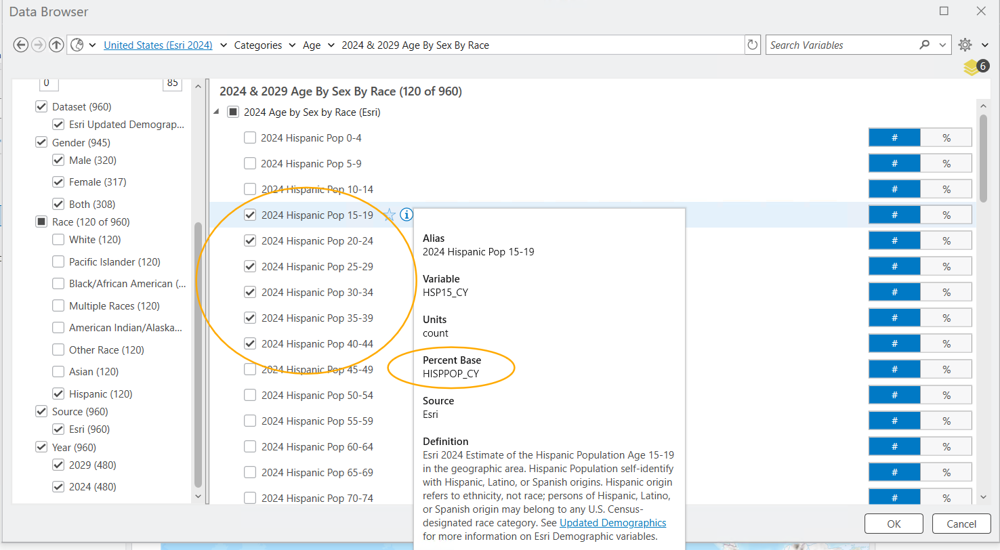 Data Browser
United States (Esri 2024) Categories Age 2024 & 2029 Age By Sex By Race
Search Variables
6
0 85
Dataset (960)
Esri Updated Demograp...
Gender (945)
Male (320)
Female (317)
Both (308)
Race (120 of 960)
White (120)
Pacific Islander (120)
Black/African American (...
Multiple Races (120)
American Indian/Alaska...
Other Race (120)
Asian (120)
Hispanic (120)
Source (960)
Esri (960)
Year (960)
2029 (480)
2024 (480)
2024 & 2029 Age By Sex By Race (120 of 960)
2024 Age by Sex by Race (Esri)
2024 Hispanic Pop 0-4 # %
2024 Hispanic Pop 5-9 # %
2024 Hispanic Pop 10-14 # %
2024 Hispanic Pop 15-19 # %
2024 Hispanic Pop 20-24 # %
2024 Hispanic Pop 25-29 # %
2024 Hispanic Pop 30-34 # %
2024 Hispanic Pop 35-39 # %
2024 Hispanic Pop 40-44 # %
2024 Hispanic Pop 45-49 # %
2024 Hispanic Pop 50-54 # %
2024 Hispanic Pop 55-59 # %
2024 Hispanic Pop 60-64 # %
2024 Hispanic Pop 65-69 # %
2024 Hispanic Pop 70-74 # %
Alias
2024 Hispanic Pop 15-19
Variable
HSP15_CY
Units
count
Percent Base
HISPPOP_CY
Source
Esri
Definition
Esri 2024 Estimate of the Hispanic Population Age 15-19
in the geographic area. Hispanic Population self-identify
with Hispanic, Latino, or Spanish origins. Hispanic origin
refers to ethnicity, not race; persons of Hispanic, Latino,
or Spanish origin may belong to any U.S. Census-
designated race category. See Updated Demographics
for more information on Esri Demographic variables.
OK Cancel